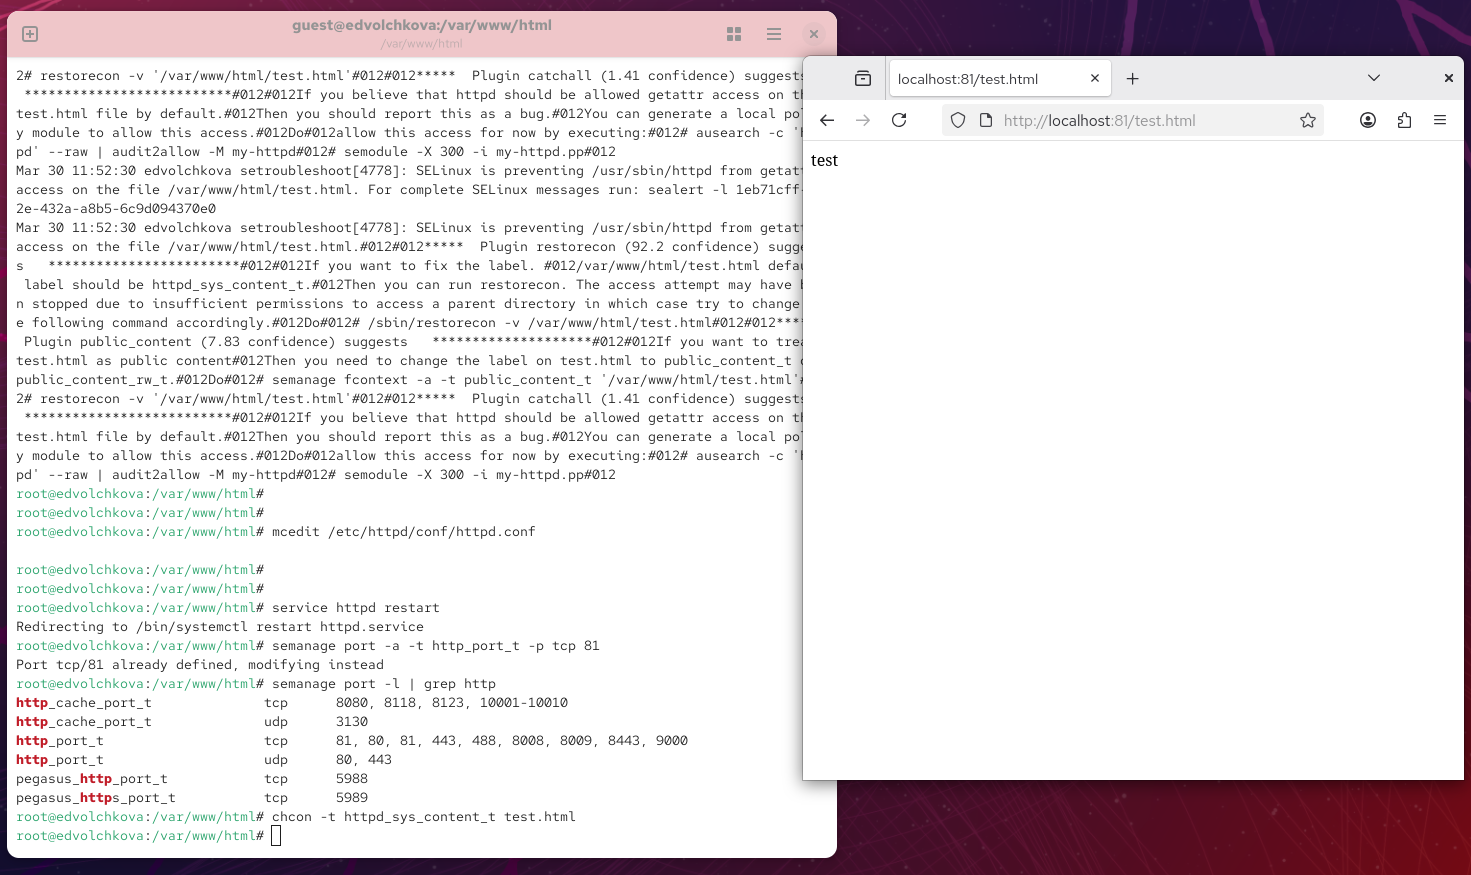 guest@edvolchkova:/var/www/html
/var/www/html
2# restorecon -v '/var/www/html/test.html'#012#012*****  Plugin catchall (1.41 confidence) suggests
 **************************#012#012If you believe that httpd should be allowed getattr access on th
test.html file by default.#012Then you should report this as a bug.#012You can generate a local pol
y module to allow this access.#012Do#012allow this access for now by executing:#012# ausearch -c 'h
pd' --raw | audit2allow -M my-httpd#012# semodule -X 300 -i my-httpd.pp#012
Mar 30 11:52:30 edvolchkova setroubleshoot[4778]: SELinux is preventing /usr/sbin/httpd from getatt
access on the file /var/www/html/test.html. For complete SELinux messages run: sealert -l 1eb71cff-
2e-432a-a8b5-6c9d094370e0
Mar 30 11:52:30 edvolchkova setroubleshoot[4778]: SELinux is preventing /usr/sbin/httpd from getatt
access on the file /var/www/html/test.html.#012#012*****  Plugin restorecon (92.2 confidence) sugge
s   ************************#012#012If you want to fix the label. #012/var/www/html/test.html defau
 label should be httpd_sys_content_t.#012Then you can run restorecon. The access attempt may have b
n stopped due to insufficient permissions to access a parent directory in which case try to change
e following command accordingly.#012Do#012# /sbin/restorecon -v /var/www/html/test.html#012#012****
 Plugin public_content (7.83 confidence) suggests   ********************#012#012If you want to trea
test.html as public content#012Then you need to change the label on test.html to public_content_t o
public_content_rw_t.#012Do#012# semanage fcontext -a -t public_content_t '/var/www/html/test.html'#
2# restorecon -v '/var/www/html/test.html'#012#012*****  Plugin catchall (1.41 confidence) suggests
 **************************#012#012If you believe that httpd should be allowed getattr access on th
test.html file by default.#012Then you should report this as a bug.#012You can generate a local pol
y module to allow this access.#012Do#012allow this access for now by executing:#012# ausearch -c 'h
pd' --raw | audit2allow -M my-httpd#012# semodule -X 300 -i my-httpd.pp#012
root@edvolchkova:/var/www/html#
root@edvolchkova:/var/www/html#
root@edvolchkova:/var/www/html# mcedit /etc/httpd/conf/httpd.conf
root@edvolchkova:/var/www/html#
root@edvolchkova:/var/www/html#
root@edvolchkova:/var/www/html# service httpd restart
Redirecting to /bin/systemctl restart httpd.service
root@edvolchkova:/var/www/html# semanage port -a -t http_port_t -p tcp 81
Port tcp/81 already defined, modifying instead
root@edvolchkova:/var/www/html# semanage port -l | grep http
http_cache_port_t              tcp      8080, 8118, 8123, 10001-10010
http_cache_port_t              udp      3130
http_port_t                    tcp      81, 80, 81, 443, 488, 8008, 8009, 8443, 9000
http_port_t                    udp      80, 443
pegasus_http_port_t            tcp      5988
pegasus_https_port_t           tcp      5989
root@edvolchkova:/var/www/html# chcon -t httpd_sys_content_t test.html
root@edvolchkova:/var/www/html#
localhost:81/test.html
http://localhost:81/test.html
test